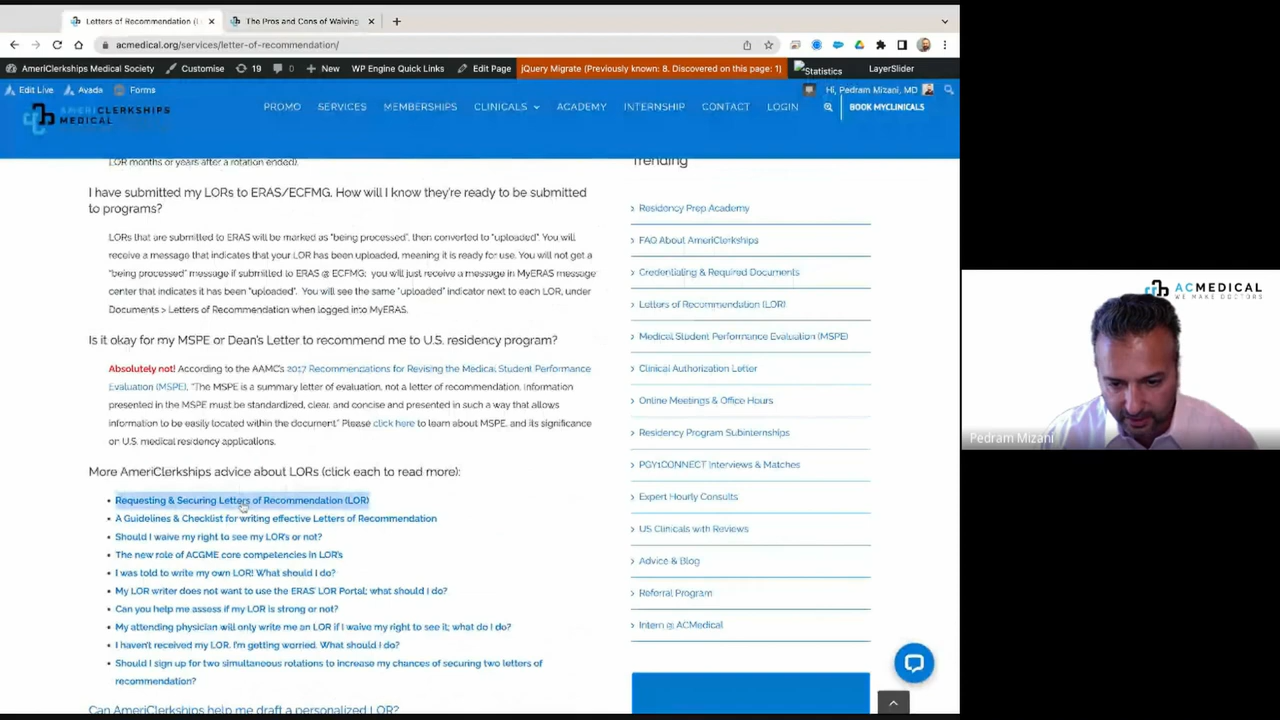 Letters of Recommendation (L
The Pros and Cons of Waiving
acmedical.org/services/letter-of-recommendation/
AmeriClerkships Medical Society
Customise
19
0
New
WP Engine Quick Links
Edit Page
jQuery Migrate (Previously known: 8. Discovered on this page: 1)
Statistics
LayerSlider
Edit Live
Avada
Forms
Hi, Pedram Mizani, MD
AMERICLERKSHIPS
MEDICAL
PROMO
SERVICES
MEMBERSHIPS
CLINICALS
ACADEMY
INTERNSHIP
CONTACT
LOGIN
BOOK MYCLINICALS
LOR months or years after a rotation ended).
I have submitted my LORs to ERAS/ECFMG. How will I know they're ready to be submitted
to programs?
LORs that are submitted to ERAS will be marked as "being processed", then converted to "uploaded". You will
receive a message that indicates that your LOR has been uploaded, meaning it is ready for use. You will not get a
"being processed" message if submitted to ERAS @ ECFMG; you will just receive a message in MyERAS message
center that indicates it has been "uploaded". You will see the same "uploaded" indicator next to each LOR, under
Documents > Letters of Recommendation when logged into MyERAS.
Is it okay for my MSPE or Dean's Letter to recommend me to U.S. residency program?
Absolutely not! According to the AAMC's 2017 Recommendations for Revising the Medical Student Performance
Evaluation (MSPE), "The MSPE is a summary letter of evaluation, not a letter of recommendation. Information
presented in the MSPE must be standardized, clear, and concise and presented in such a way that allows
information to be easily located within the document." Please click here to learn about MSPE, and its significance
on U.S. medical residency applications.
More AmeriClerkships advice about LORs (click each to read more):
• Requesting & Securing Letters of Recommendation (LOR)
• A Guidelines & Checklist for writing effective Letters of Recommendation
• Should I waive my right to see my LOR's or not?
• The new role of ACGME core competencies in LOR's
• I was told to write my own LOR! What should I do?
• My LOR writer does not want to use the ERAS' LOR Portal; what should I do?
• Can you help me assess if my LOR is strong or not?
• My attending physician will only write me an LOR if I waive my right to see it; what do I do?
• I haven't received my LOR. I'm getting worried. What should I do?
• Should I sign up for two simultaneous rotations to increase my chances of securing two letters of
recommendation?
Can AmeriClerkships help me draft a personalized LOR?
Trending
Residency Prep Academy
FAQ About AmeriClerkships
Credentialing & Required Documents
Letters of Recommendation (LOR)
Medical Student Performance Evaluation (MSPE)
Clinical Authorization Letter
Online Meetings & Office Hours
Residency Program Subinternships
PGY1CONNECT Interviews & Matches
Expert Hourly Consults
US Clinicals with Reviews
Advice & Blog
Referral Program
Intern @ ACMedical
ACMEDICAL
WE MAKE DOCTORS
Pedram Mizani